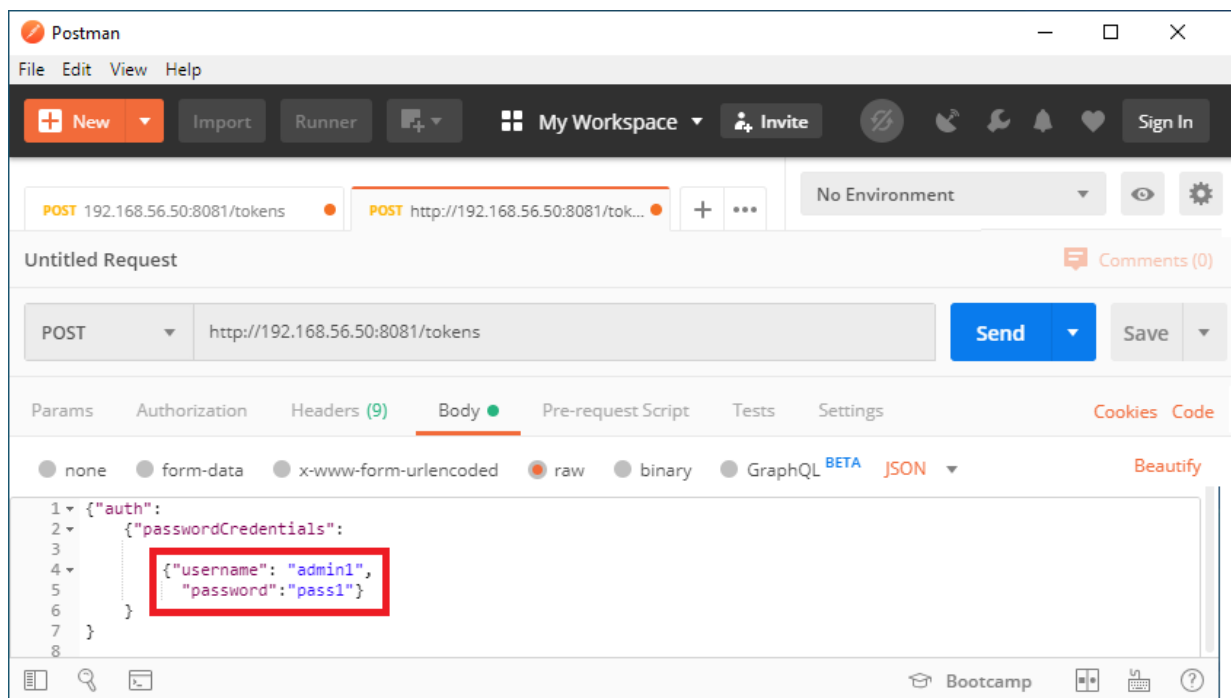 Postman
File Edit View Help
New Import Runner My Workspace Invite Sign In
POST 192.168.56.50:8081/tokens POST http://192.168.56.50:8081/tok... No Environment
Untitled Request Comments (0)
POST http://192.168.56.50:8081/tokens Send Save
Params Authorization Headers (9) Body Pre-request Script Tests Settings Cookies Code
none form-data x-www-form-urlencoded raw binary GraphQL BETA JSON Beautify
1 {"auth":
2 {"passwordCredentials":
3
4 {"username": "admin1",
5 "password":"pass1"}
6 }
7 }
8
Bootcamp